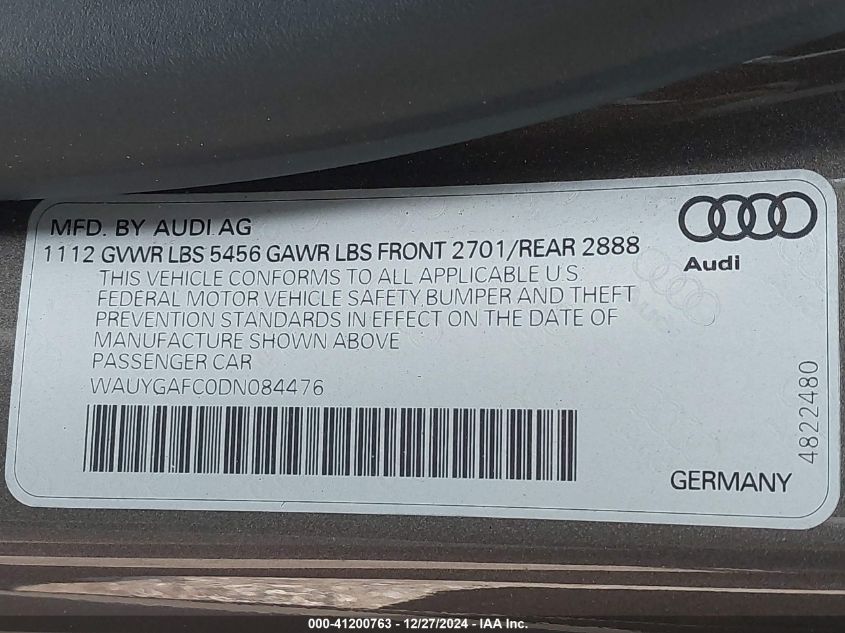 MFD. BY AUDI AG
1112 GVWR LBS 5456 GAWR LBS FRONT 2701/REAR 2888
Audi
THIS VEHICLE CONFORMS TO ALL APPLICABLE U.S.
FEDERAL MOTOR VEHICLE SAFETY, BUMPER AND THEFT
PREVENTION STANDARDS IN EFFECT ON THE DATE OF
MANUFACTURE SHOWN ABOVE
PASSENGER CAR
WAUYGAFC0DN084476
4822480
GERMANY
000-41200763 - 12/27/2024 - IAA Inc.